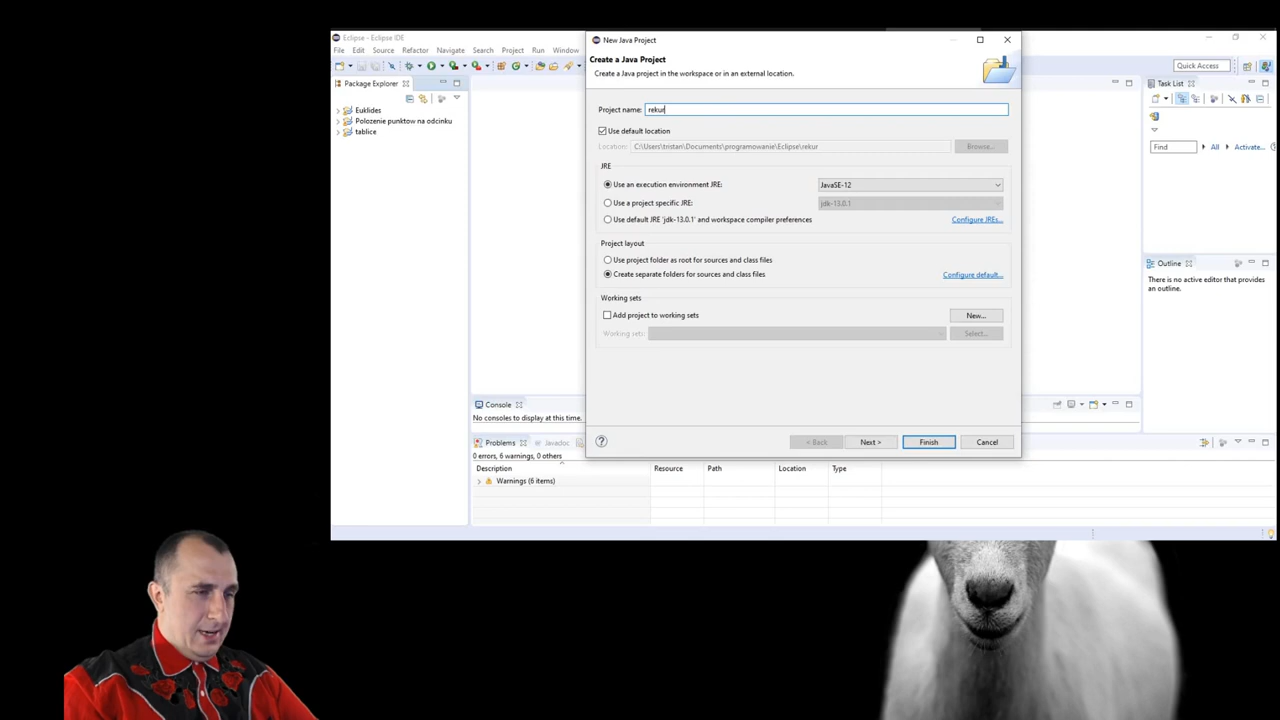 Eclipse - Eclipse IDE
File Edit Source Refactor Navigate Search Project Run Window
Quick Access
Package Explorer
Euklides
Polozenie punktow na odcinku
tablice
New Java Project
Create a Java Project
Create a Java project in the workspace or in an external location.
Project name: rekur
Use default location
Location: C:\Users\tristan\Documents\programowanie\Eclipse\rekur Browse...
JRE
Use an execution environment JRE: JavaSE-12
Use a project specific JRE: jdk-13.0.1
Use default JRE 'jdk-13.0.1' and workspace compiler preferences Configure JREs...
Project layout
Use project folder as root for sources and class files
Create separate folders for sources and class files Configure default...
Working sets
Add project to working sets New...
Working sets: Select...
? < Back Next > Finish Cancel
Task List
Find All Activate...
Outline
There is no active editor that provides
an outline.
Console
No consoles to display at this time.
Problems Javadoc
0 errors, 6 warnings, 0 others
Description Resource Path Location Type
Warnings (6 items)